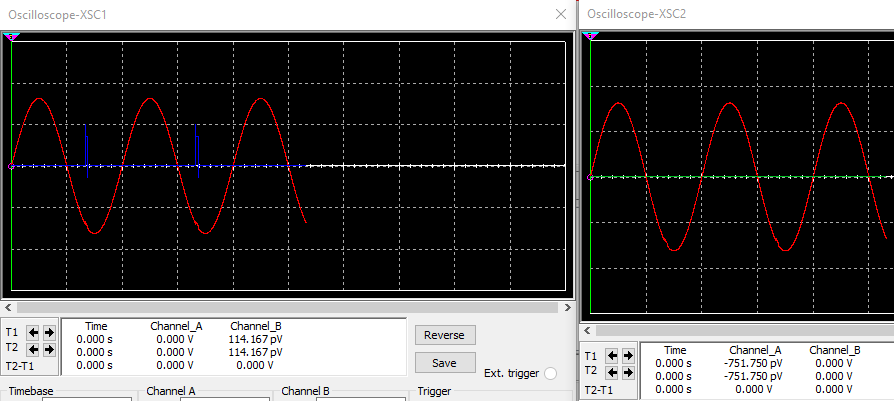 Oscilloscope-XSC1
Time Channel_A Channel_B
T1 0.000 s 0.000 V 114.167 pV
T2 0.000 s 0.000 V 114.167 pV
T2-T1 0.000 s 0.000 V 0.000 V
Reverse
Save
Ext. trigger
Timebase Channel A Channel B Trigger
Oscilloscope-XSC2
Time Channel_A Channel_B
T1 0.000 s -751.750 pV 0.000 V
T2 0.000 s -751.750 pV 0.000 V
T2-T1 0.000 s 0.000 V 0.000 V